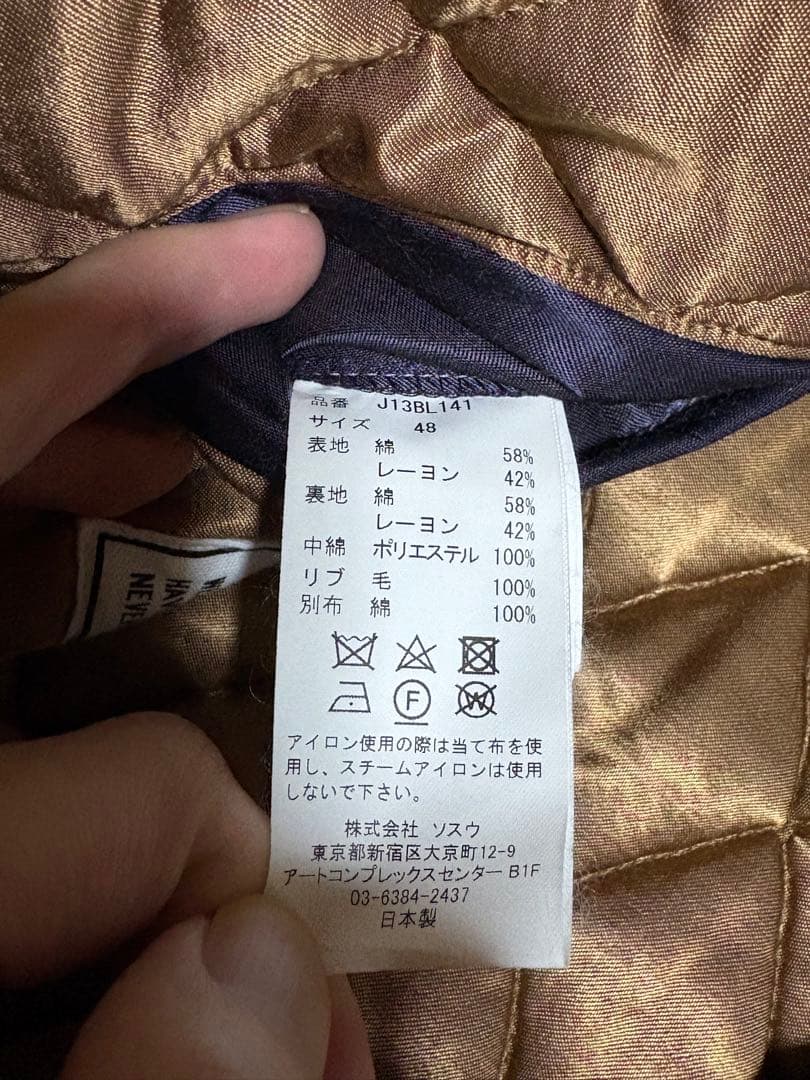 品番 J13BL141
サイズ 48
表地 綿 58%
レーヨン 42%
裏地 綿 58%
レーヨン 42%
中綿 ポリエステル 100%
リブ 毛 100%
別布 綿 100%
F W
アイロン使用の際は当て布を使
用し、スチームアイロンは使用
しないで下さい。
株式会社 ソスウ
東京都新宿区大京町12-9
アートコンプレックスセンター B1F
03-6384-2437
日本製